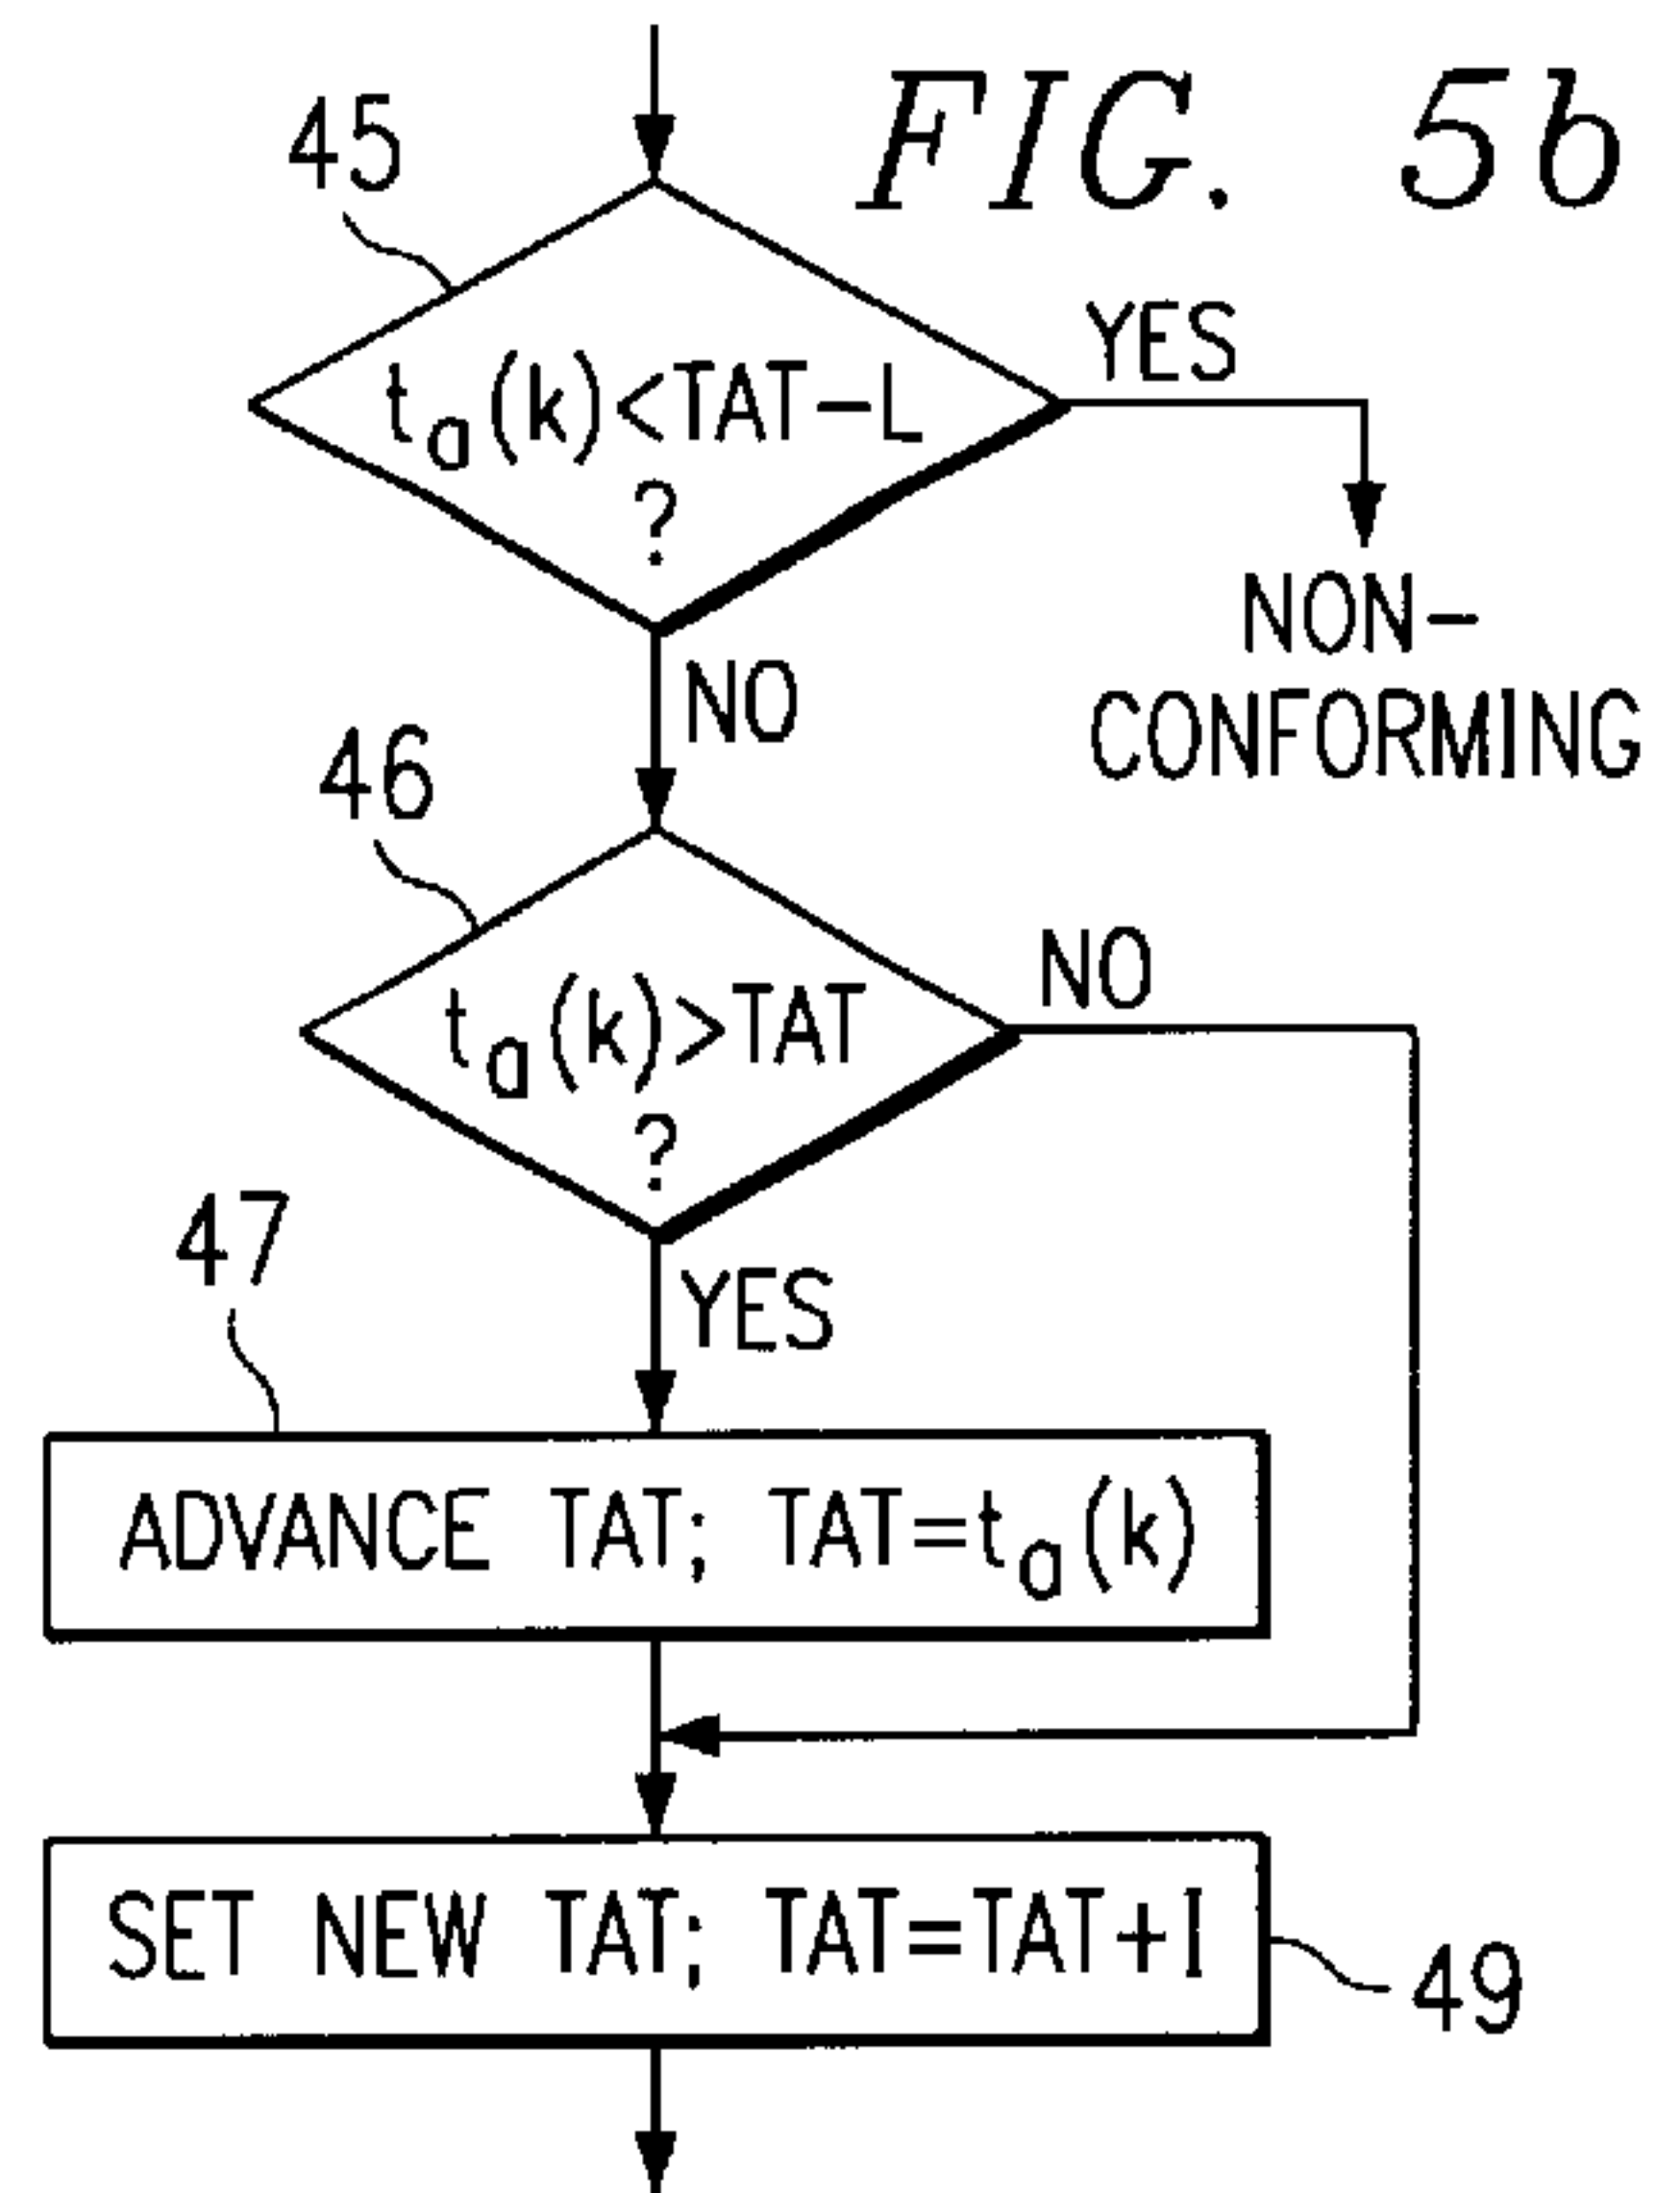 FIG. 5b
45
t_a(k)<TAT-L
?
YES
NON-
CONFORMING
NO
46
t_a(k)>TAT
?
NO
YES
47
ADVANCE TAT; TAT=t_a(k)
SET NEW TAT; TAT=TAT+I
49